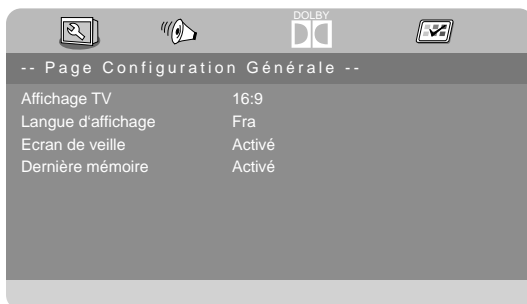 DOLBY
-- Page Configuration Générale --
Affichage TV 16:9
Langue d‘affichage Fra
Ecran de veille Activé
Dernière mémoire Activé